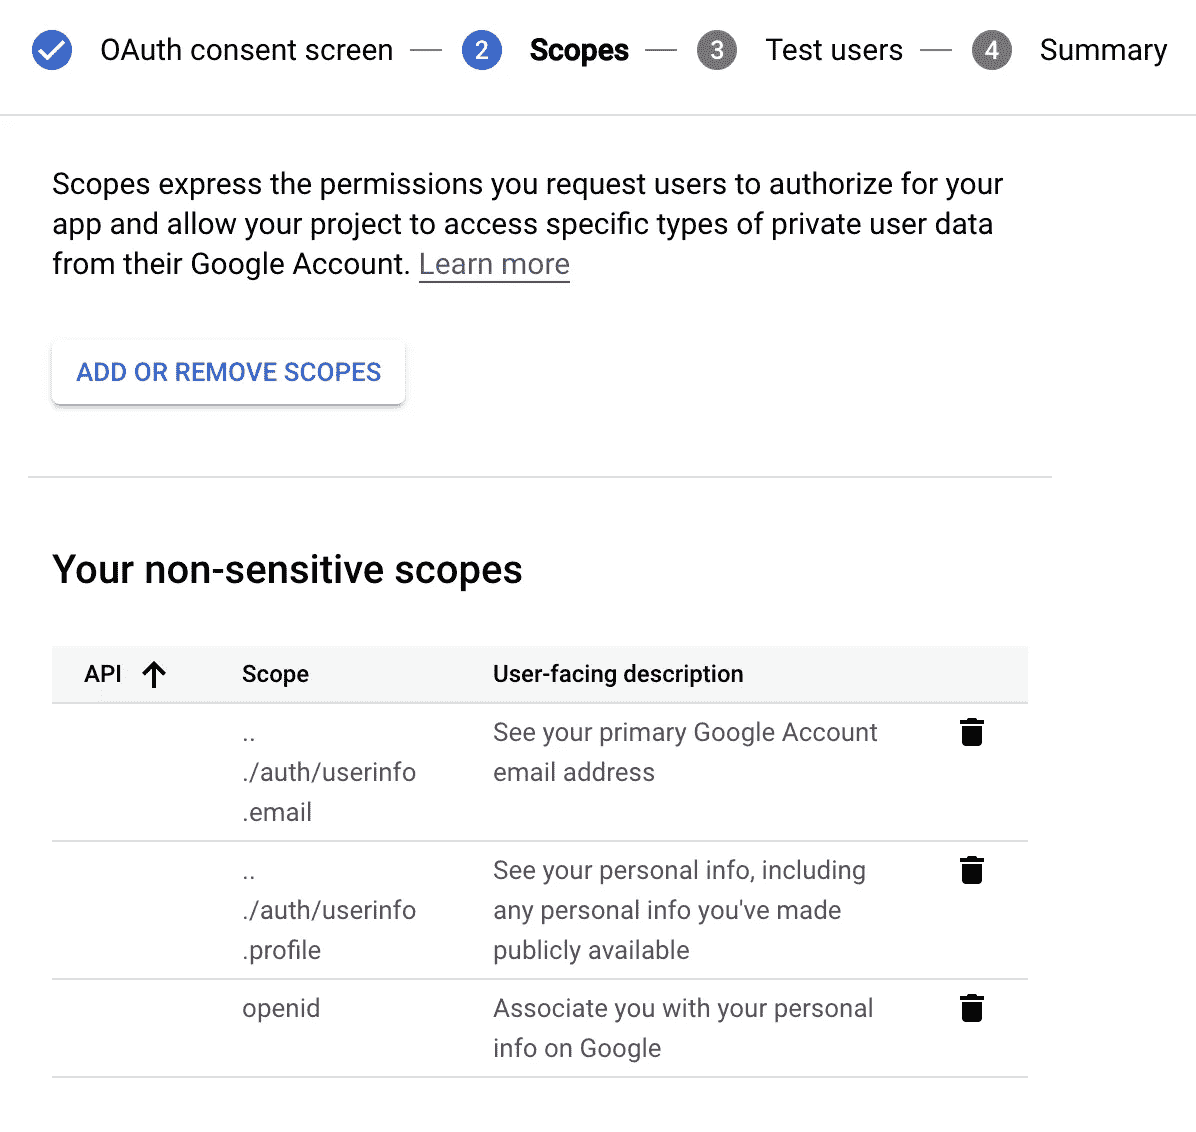 OAuth consent screen 2 Scopes 3 Test users 4 Summary
Scopes express the permissions you request users to authorize for your
app and allow your project to access specific types of private user data
from their Google Account. Learn more
ADD OR REMOVE SCOPES
Your non-sensitive scopes
API Scope User-facing description
.. See your primary Google Account
./auth/userinfo email address
.email
.. See your personal info, including
./auth/userinfo any personal info you've made
.profile publicly available
openid Associate you with your personal
info on Google